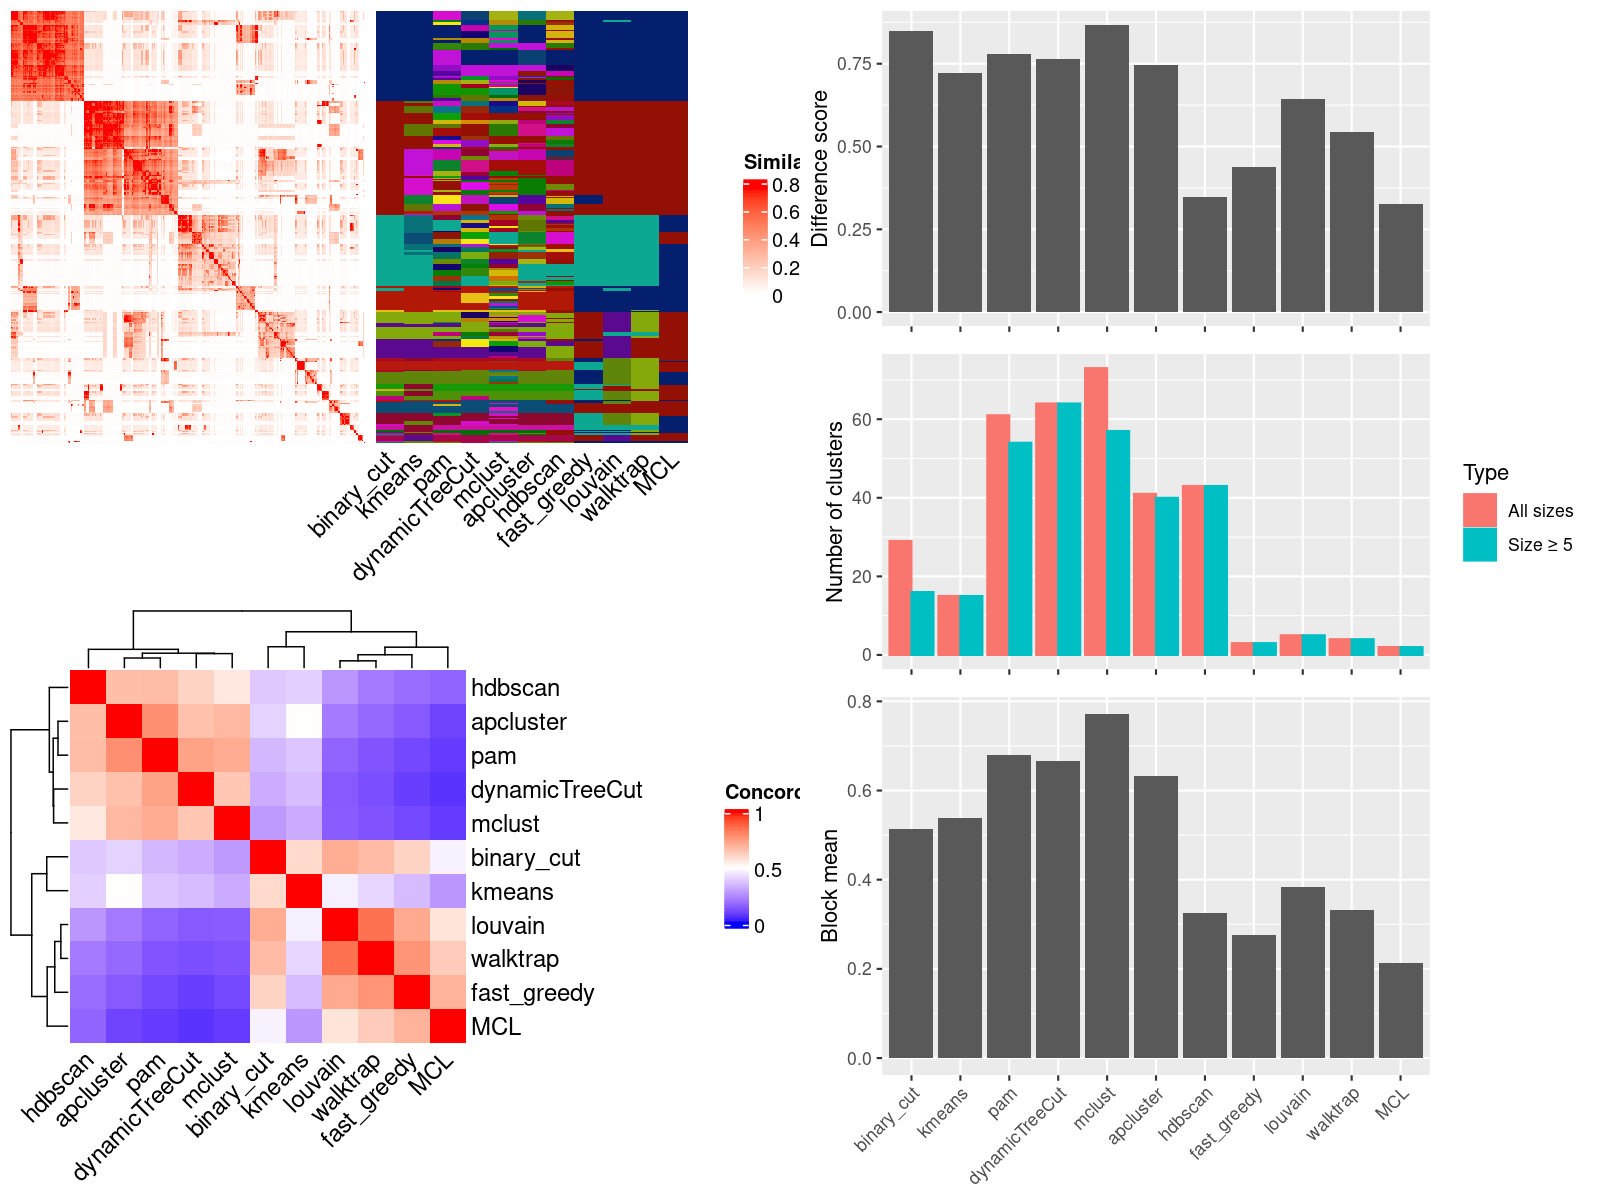 Simila
0.8
0.6
0.4
0.2
0
binary_cut
kmeans
pam
dynamicTreeCut
mclust
apcluster
hdbscan
fast_greedy
louvain
walktrap
MCL
hdbscan
apcluster
pam
dynamicTreeCut
mclust
binary_cut
kmeans
louvain
walktrap
fast_greedy
MCL
hdbscan
apcluster
pam
dynamicTreeCut
mclust
binary_cut
kmeans
louvain
walktrap
fast_greedy
MCL
Concord
1
0.5
0
Difference score
0.75
0.50
0.25
0.00
Number of clusters
60
40
20
0
Type
All sizes
Size ≥ 5
Block mean
0.8
0.6
0.4
0.2
0.0
binary_cut
kmeans
pam
dynamicTreeCut
mclust
apcluster
hdbscan
fast_greedy
louvain
walktrap
MCL